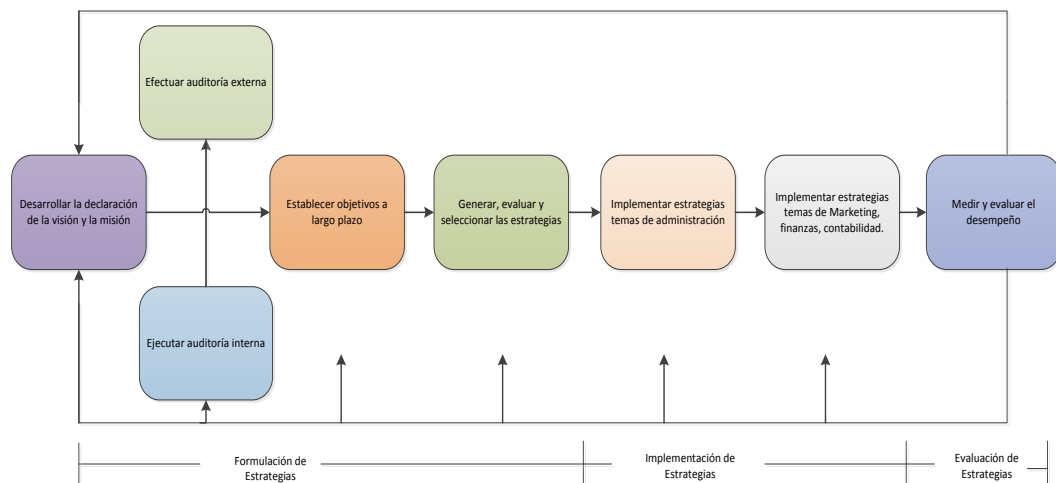 Efectuar auditoría externa
Desarrollar la declaración
de la visión y la misión
Establecer objetivos a
largo plazo
Generar, evaluar y
seleccionar las estrategias
Implementar estrategias
temas de administración
Implementar estrategias
temas de Marketing,
finanzas, contabilidad.
Medir y evaluar el
desempeño
Ejecutar auditoría interna
Formulación de
Estrategias
Implementación de
Estrategias
Evaluación de
Estrategias